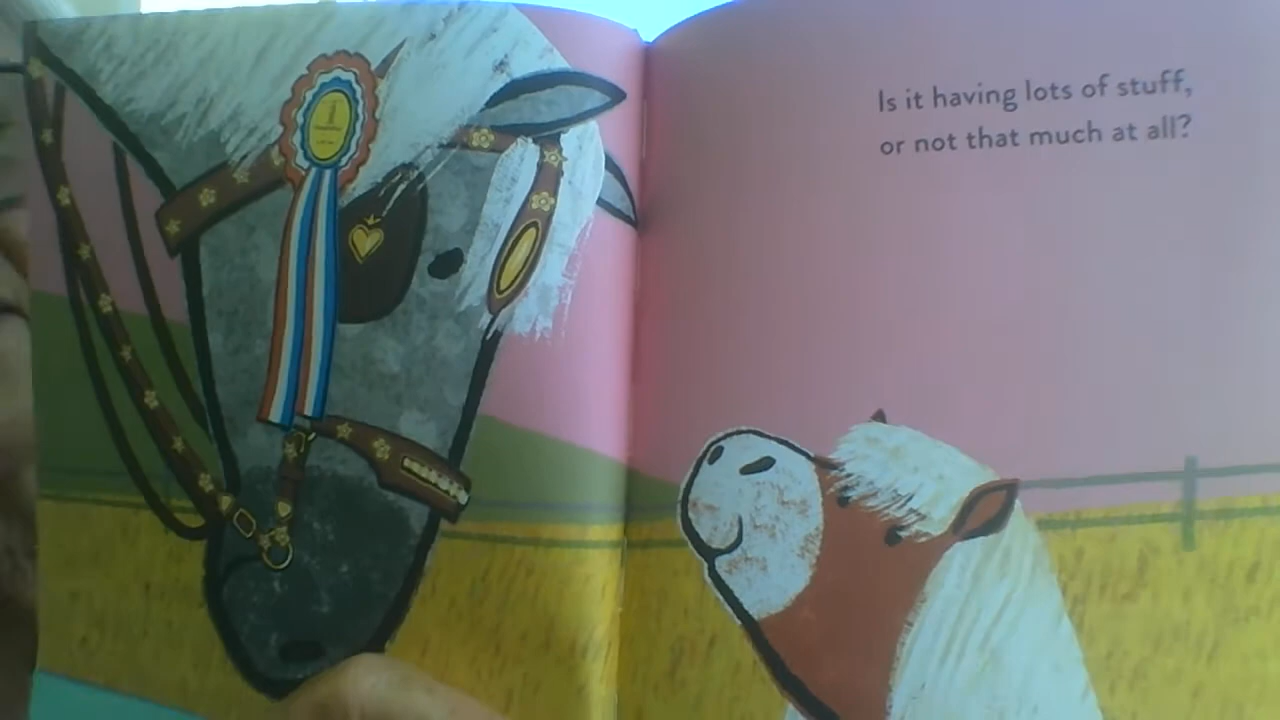 Is it having lots of stuff,
or not that much at all?